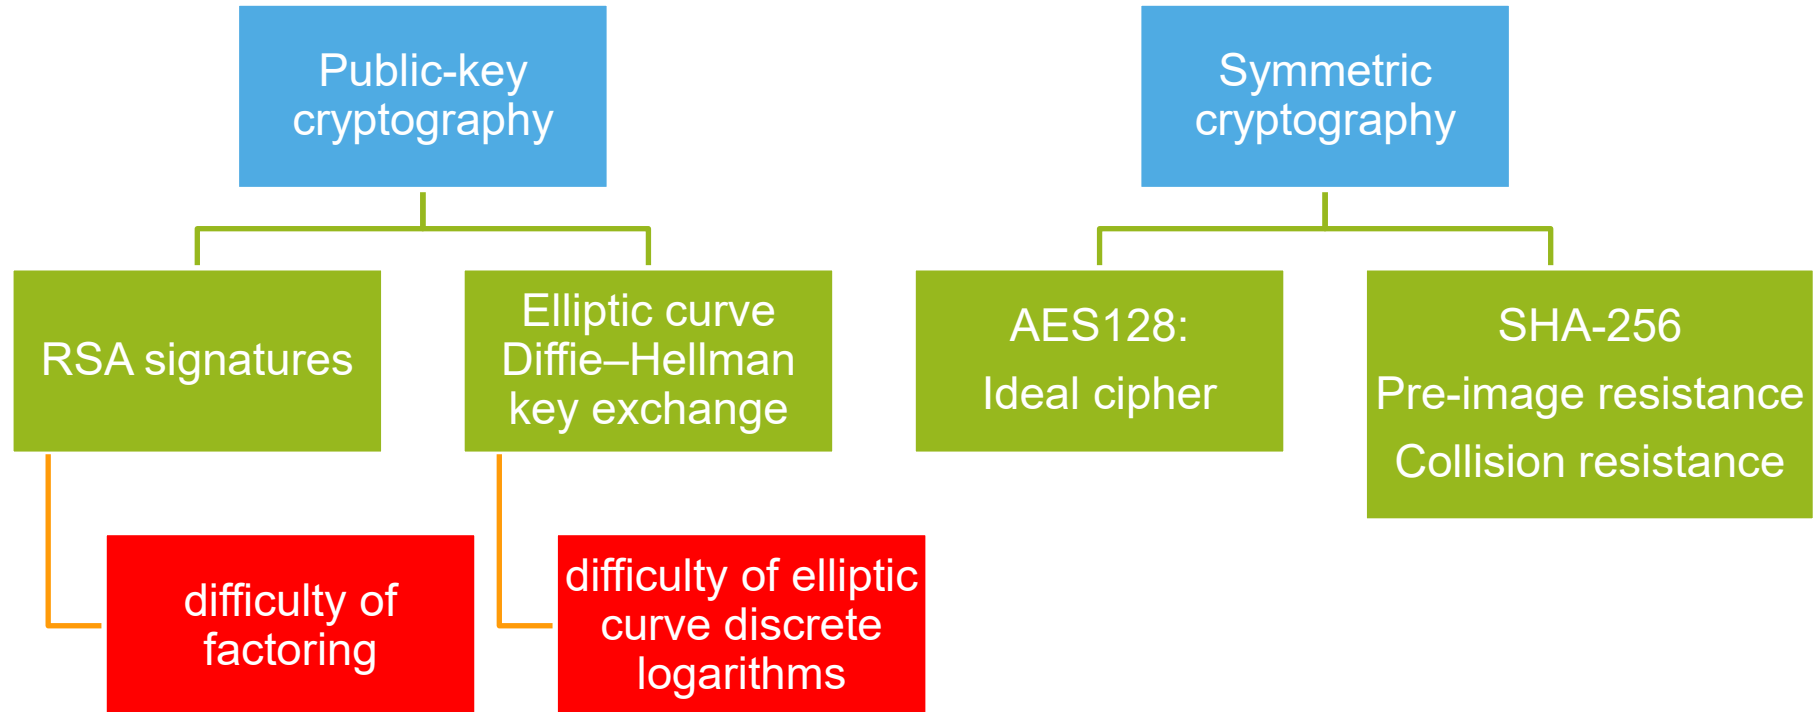 Public-key
cryptography
Symmetric
cryptography
RSA signatures
Elliptic curve
Diffie–Hellman
key exchange
AES128:
Ideal cipher
SHA-256
Pre-image resistance
Collision resistance
difficulty of
factoring
difficulty of elliptic
curve discrete
logarithms